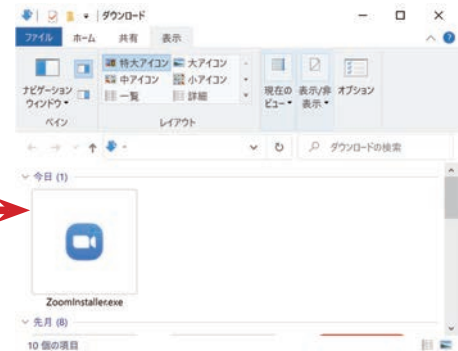 ダウンロード
ファイル ホーム 共有 表示
特大アイコン 大アイコン
中アイコン 小アイコン
一覧 詳細
ナビゲーション
ウィンドウ
現在の
ビュー
表示/非
表示
オプション
ペイン レイアウト
ダウンロードの検索
今日 (1)
ZoomInstaller.exe
先月 (8)
10 個の項目